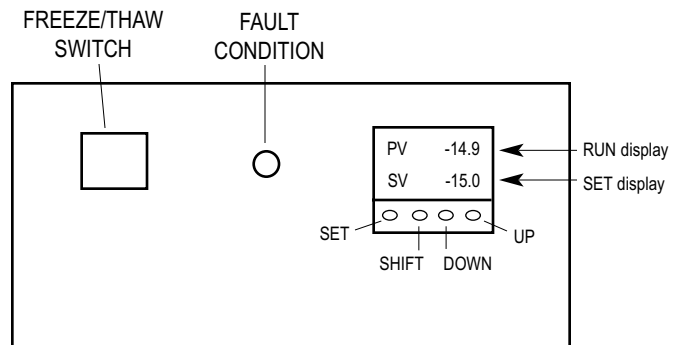 FREEZE/THAW
SWITCH
FAULT
CONDITION
PV -14.9
RUN display
SV -15.0
SET display
SET
SHIFT
DOWN
UP